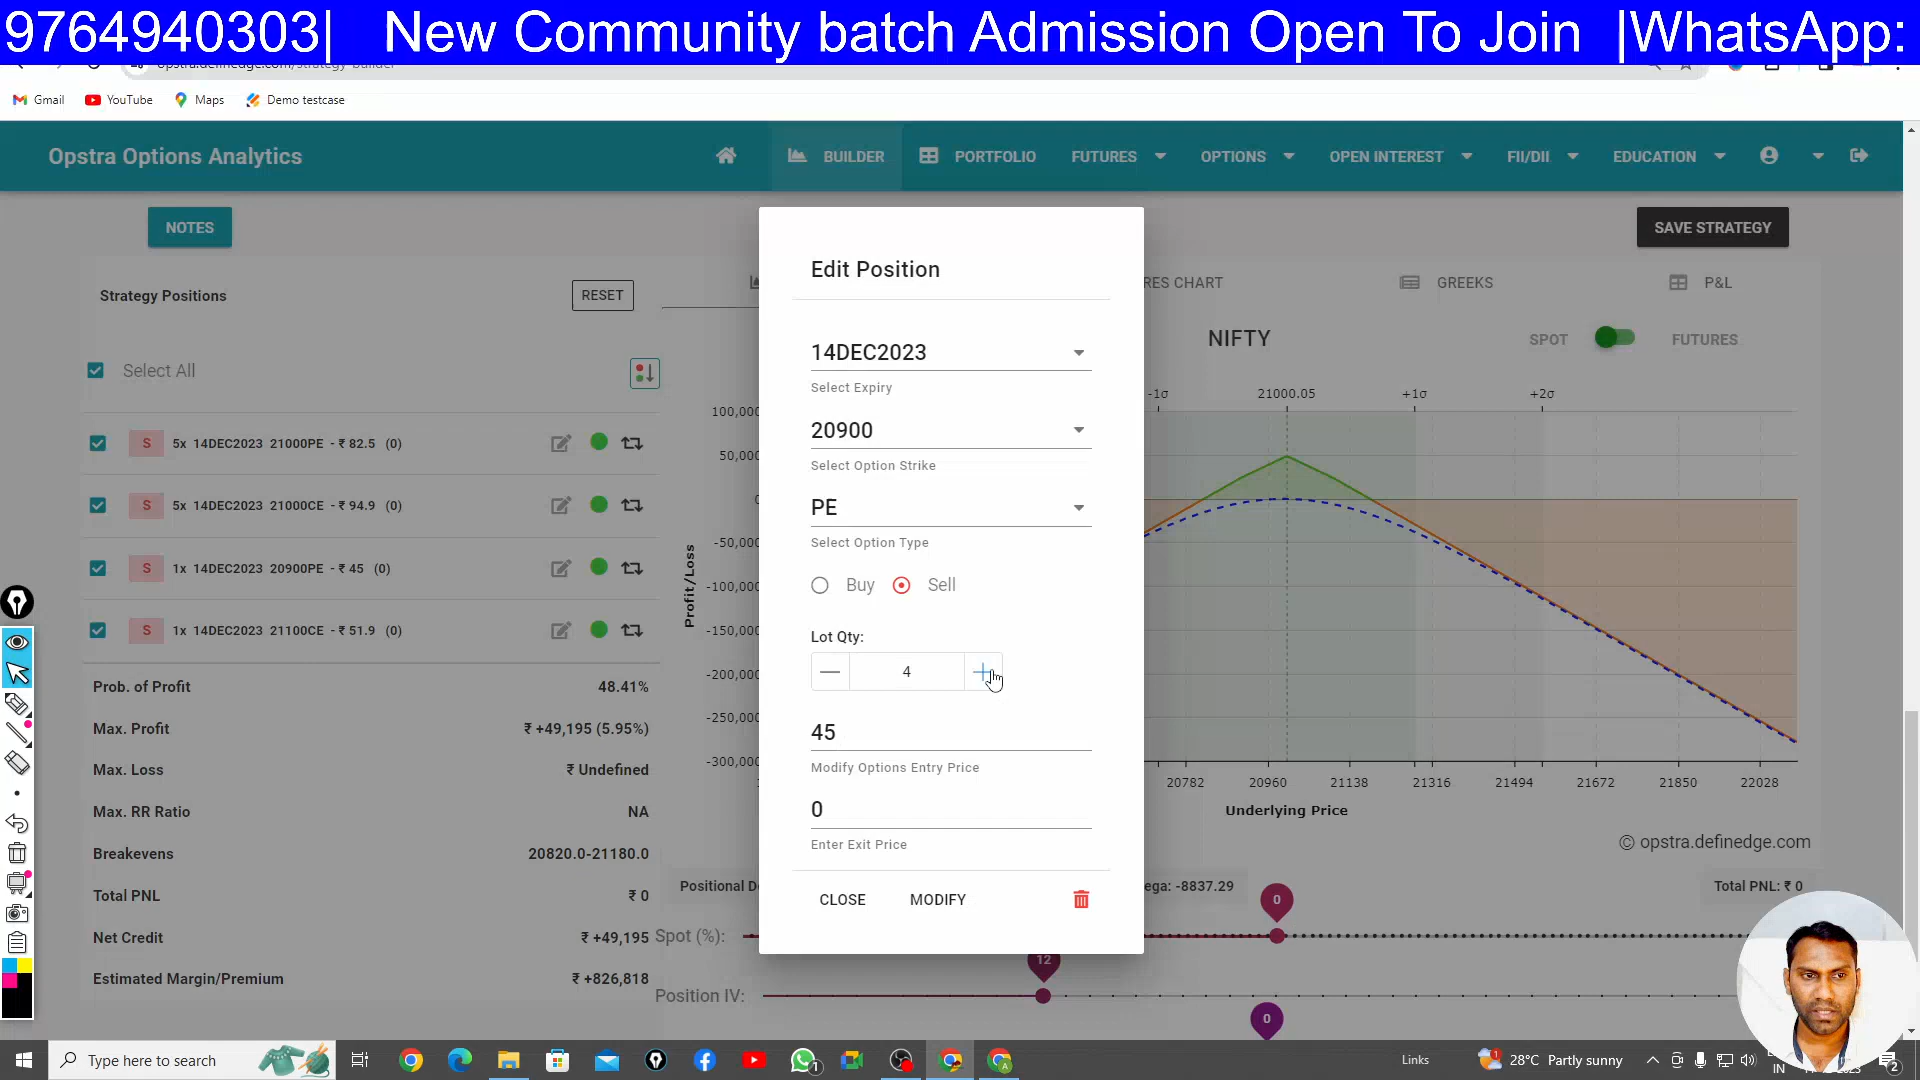 9764940303| New Community batch Admission Open To Join |WhatsApp:
opstra.definedge.com/strategy-builder
Gmail YouTube Maps Demo testcase
Opstra Options Analytics BUILDER PORTFOLIO FUTURES OPTIONS OPEN INTEREST FII/DII EDUCATION
NOTES SAVE STRATEGY
Strategy Positions RESET
RES CHART GREEKS P&L
NIFTY SPOT FUTURES
Select All
-1σ 21000.05 +1σ +2σ
5x 14DEC2023 21000PE - ₹ 82.5 (0)
S
5x 14DEC2023 21000CE - ₹ 94.9 (0)
S
1x 14DEC2023 20900PE - ₹ 45 (0)
S
1x 14DEC2023 21100CE - ₹ 51.9 (0)
S
Prob. of Profit 48.41%
Max. Profit ₹ +49,195 (5.95%)
Max. Loss ₹ Undefined
Max. RR Ratio NA
Breakevens 20820.0-21180.0
Total PNL ₹ 0
Net Credit ₹ +49,195
Estimated Margin/Premium ₹ +826,818
Edit Position
14DEC2023
Select Expiry
20900
Select Option Strike
PE
Select Option Type
Buy Sell
Lot Qty:
4
45
Modify Options Entry Price
0
Enter Exit Price
CLOSE MODIFY
Profit/Loss
100,000
50,000
-50,000
-100,000
-150,000
-200,000
-250,000
-300,000
20782 20960 21138 21316 21494 21672 21850 22028
Underlying Price
© opstra.definedge.com
Positional D
ega: -8837.29
Total PNL: ₹ 0
Spot (%):
0
Position IV:
12
0
Type here to search
Links 28°C Partly sunny
IN